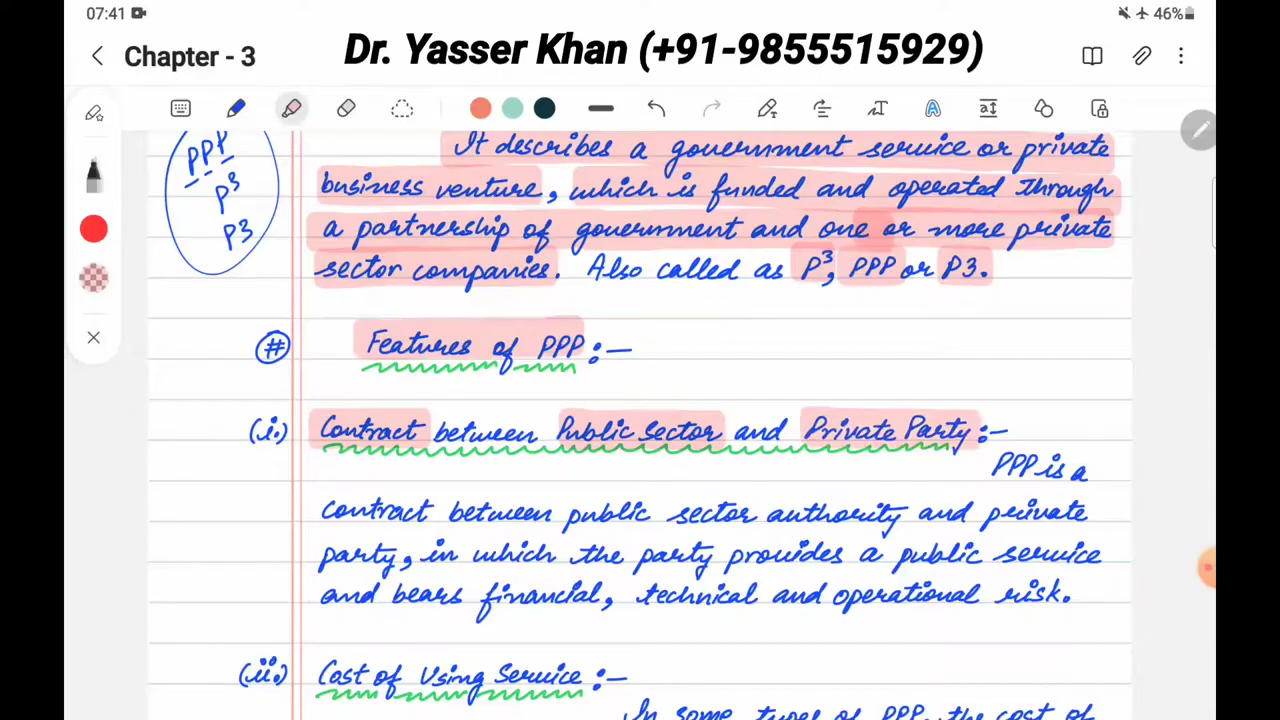 07:41
46%
Chapter - 3
Dr. Yasser Khan (+91-9855515929)
PPP
P³
P3
It describes a government service or private
business venture, which is funded and operated through
a partnership of government and one or more private
sector companies. Also called as P³, PPP or P3.
# Features of PPP :-
(i.) Contract between Public Sector and Private Party :-
PPP is a
contract between public sector authority and private
party, in which the party provides a public service
and bears financial, technical and operational risk.
(ii.) Cost of Using Service :-
In some types of PPP, the cost of